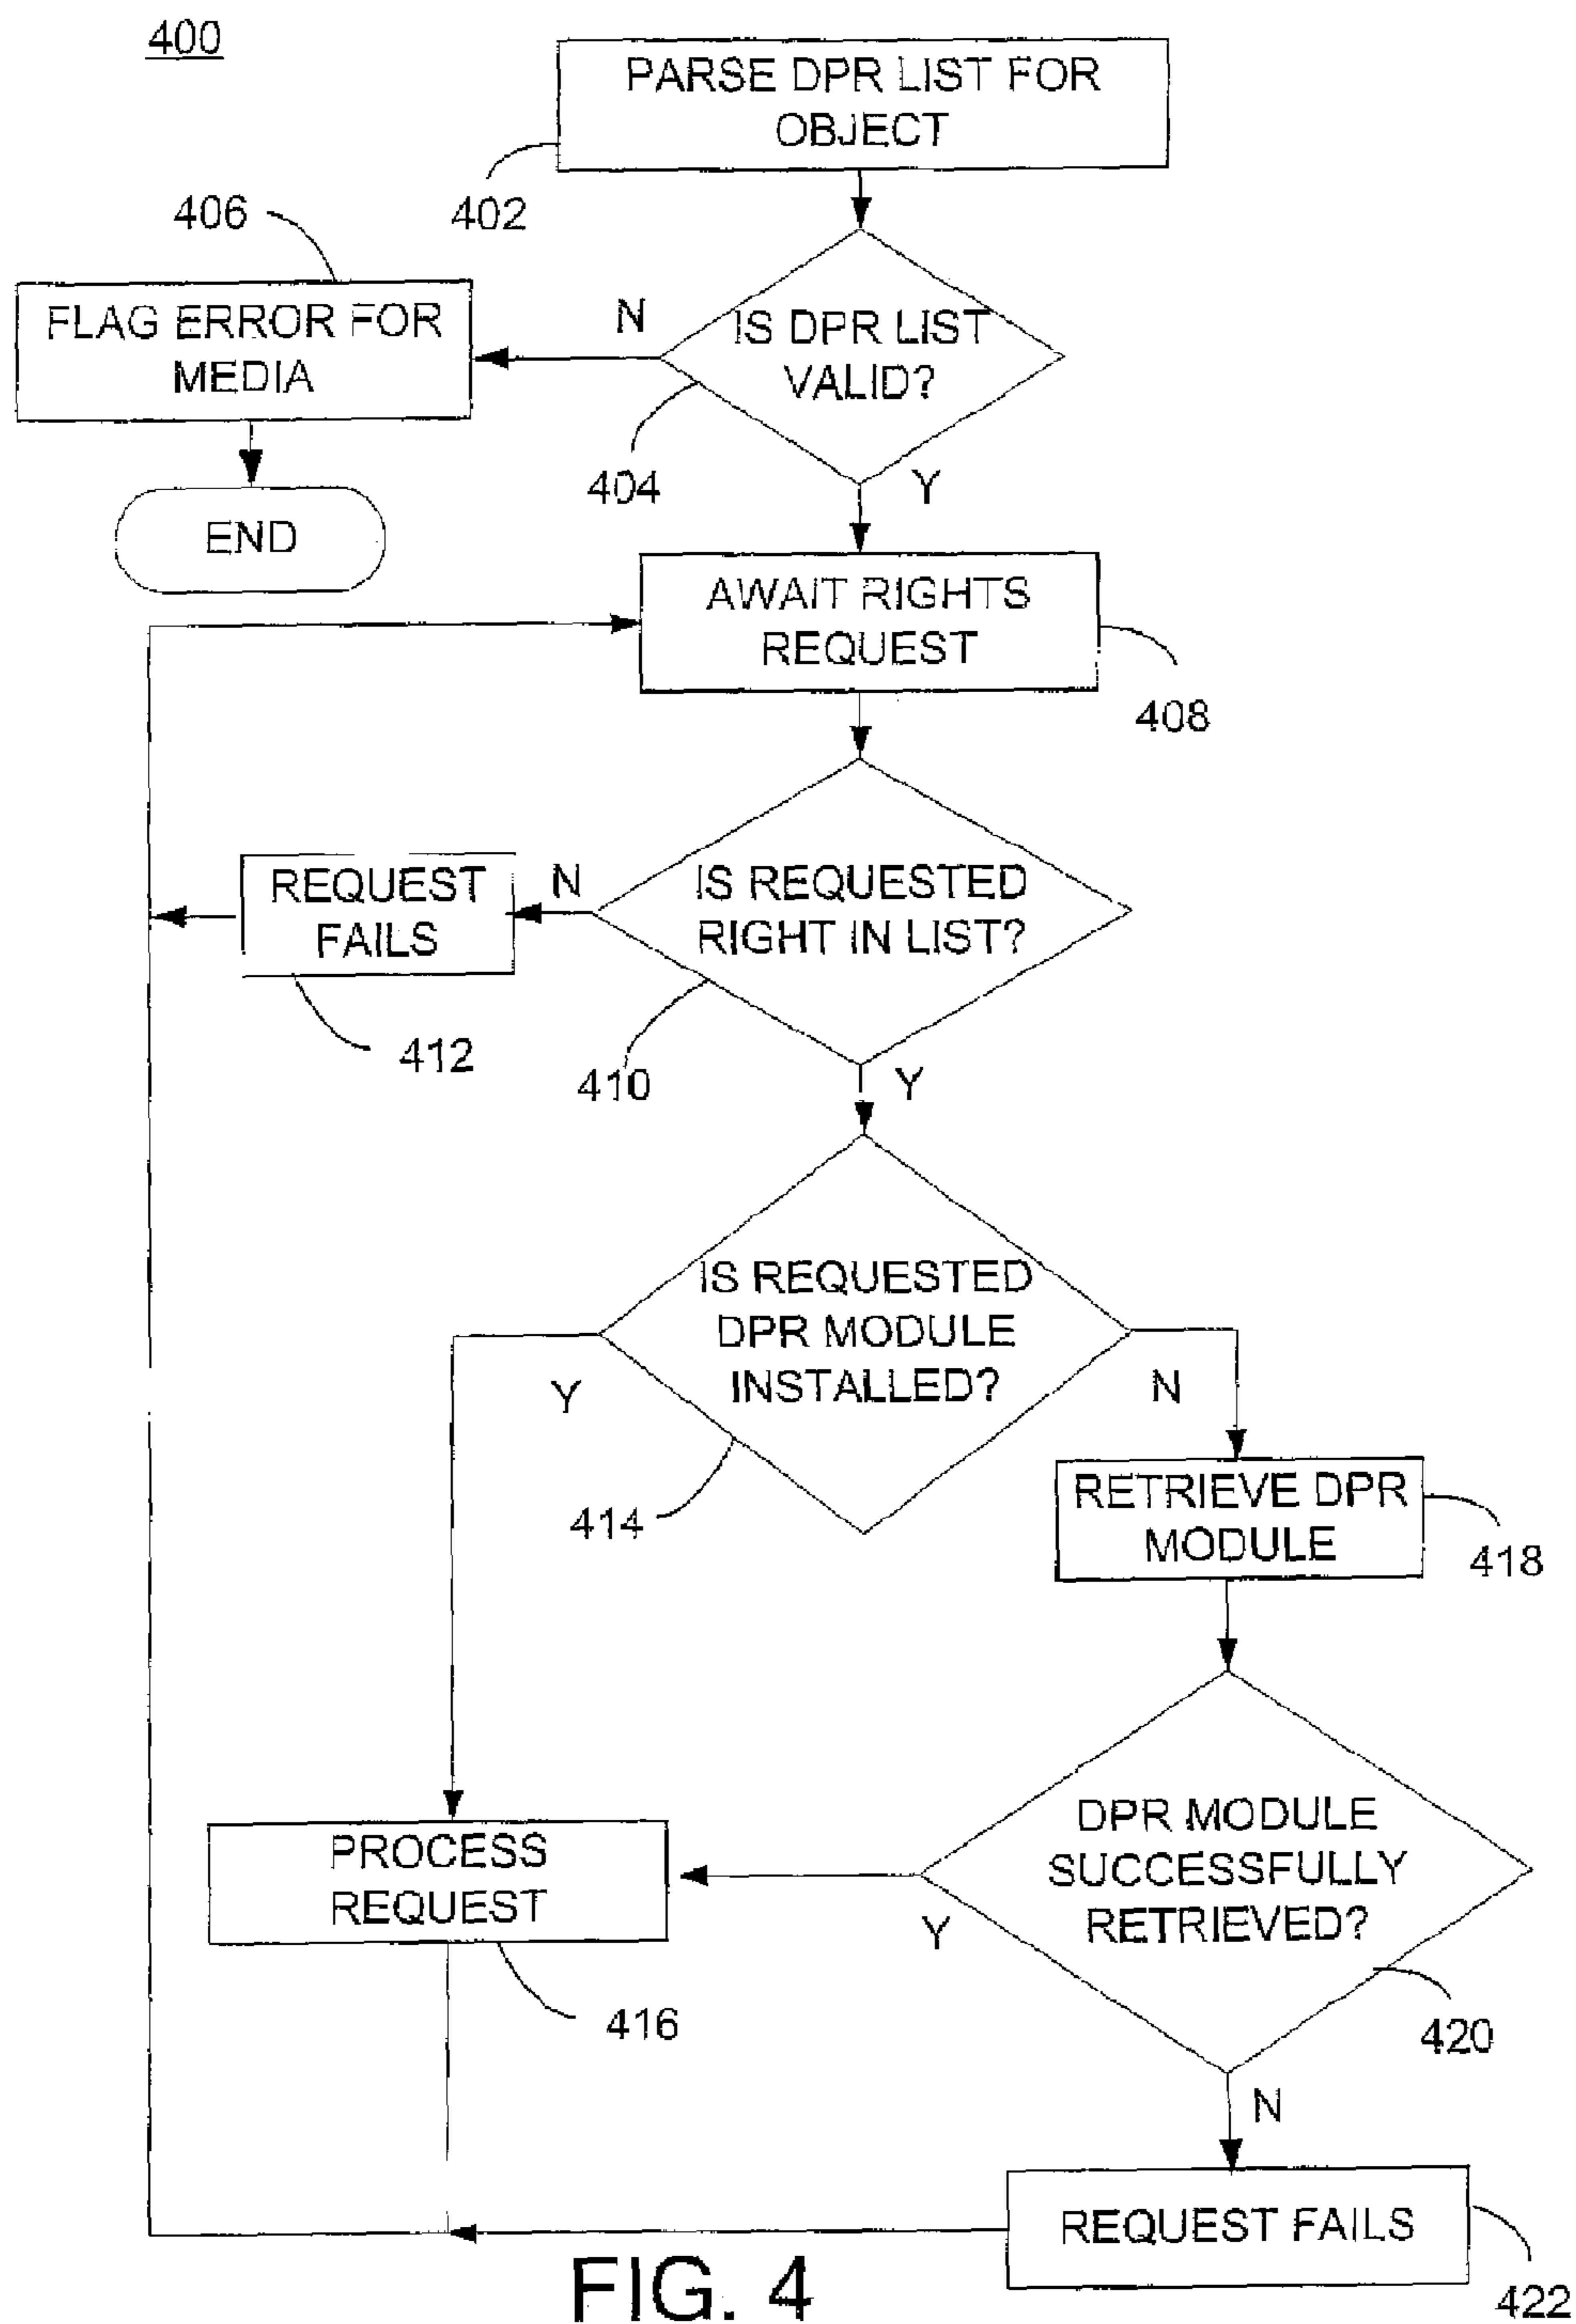 400
PARSE DPR LIST FOR
OBJECT
402
406
FLAG ERROR FOR
MEDIA
N
IS DPR LIST
VALID?
404
Y
END
AWAIT RIGHTS
REQUEST
408
REQUEST
FAILS
N
IS REQUESTED
RIGHT IN LIST?
412
410
Y
IS REQUESTED
DPR MODULE
INSTALLED?
Y
N
414
RETRIEVE DPR
MODULE
418
PROCESS
REQUEST
DPR MODULE
SUCCESSFULLY
RETRIEVED?
Y
416
420
N
REQUEST FAILS
422
FIG. 4